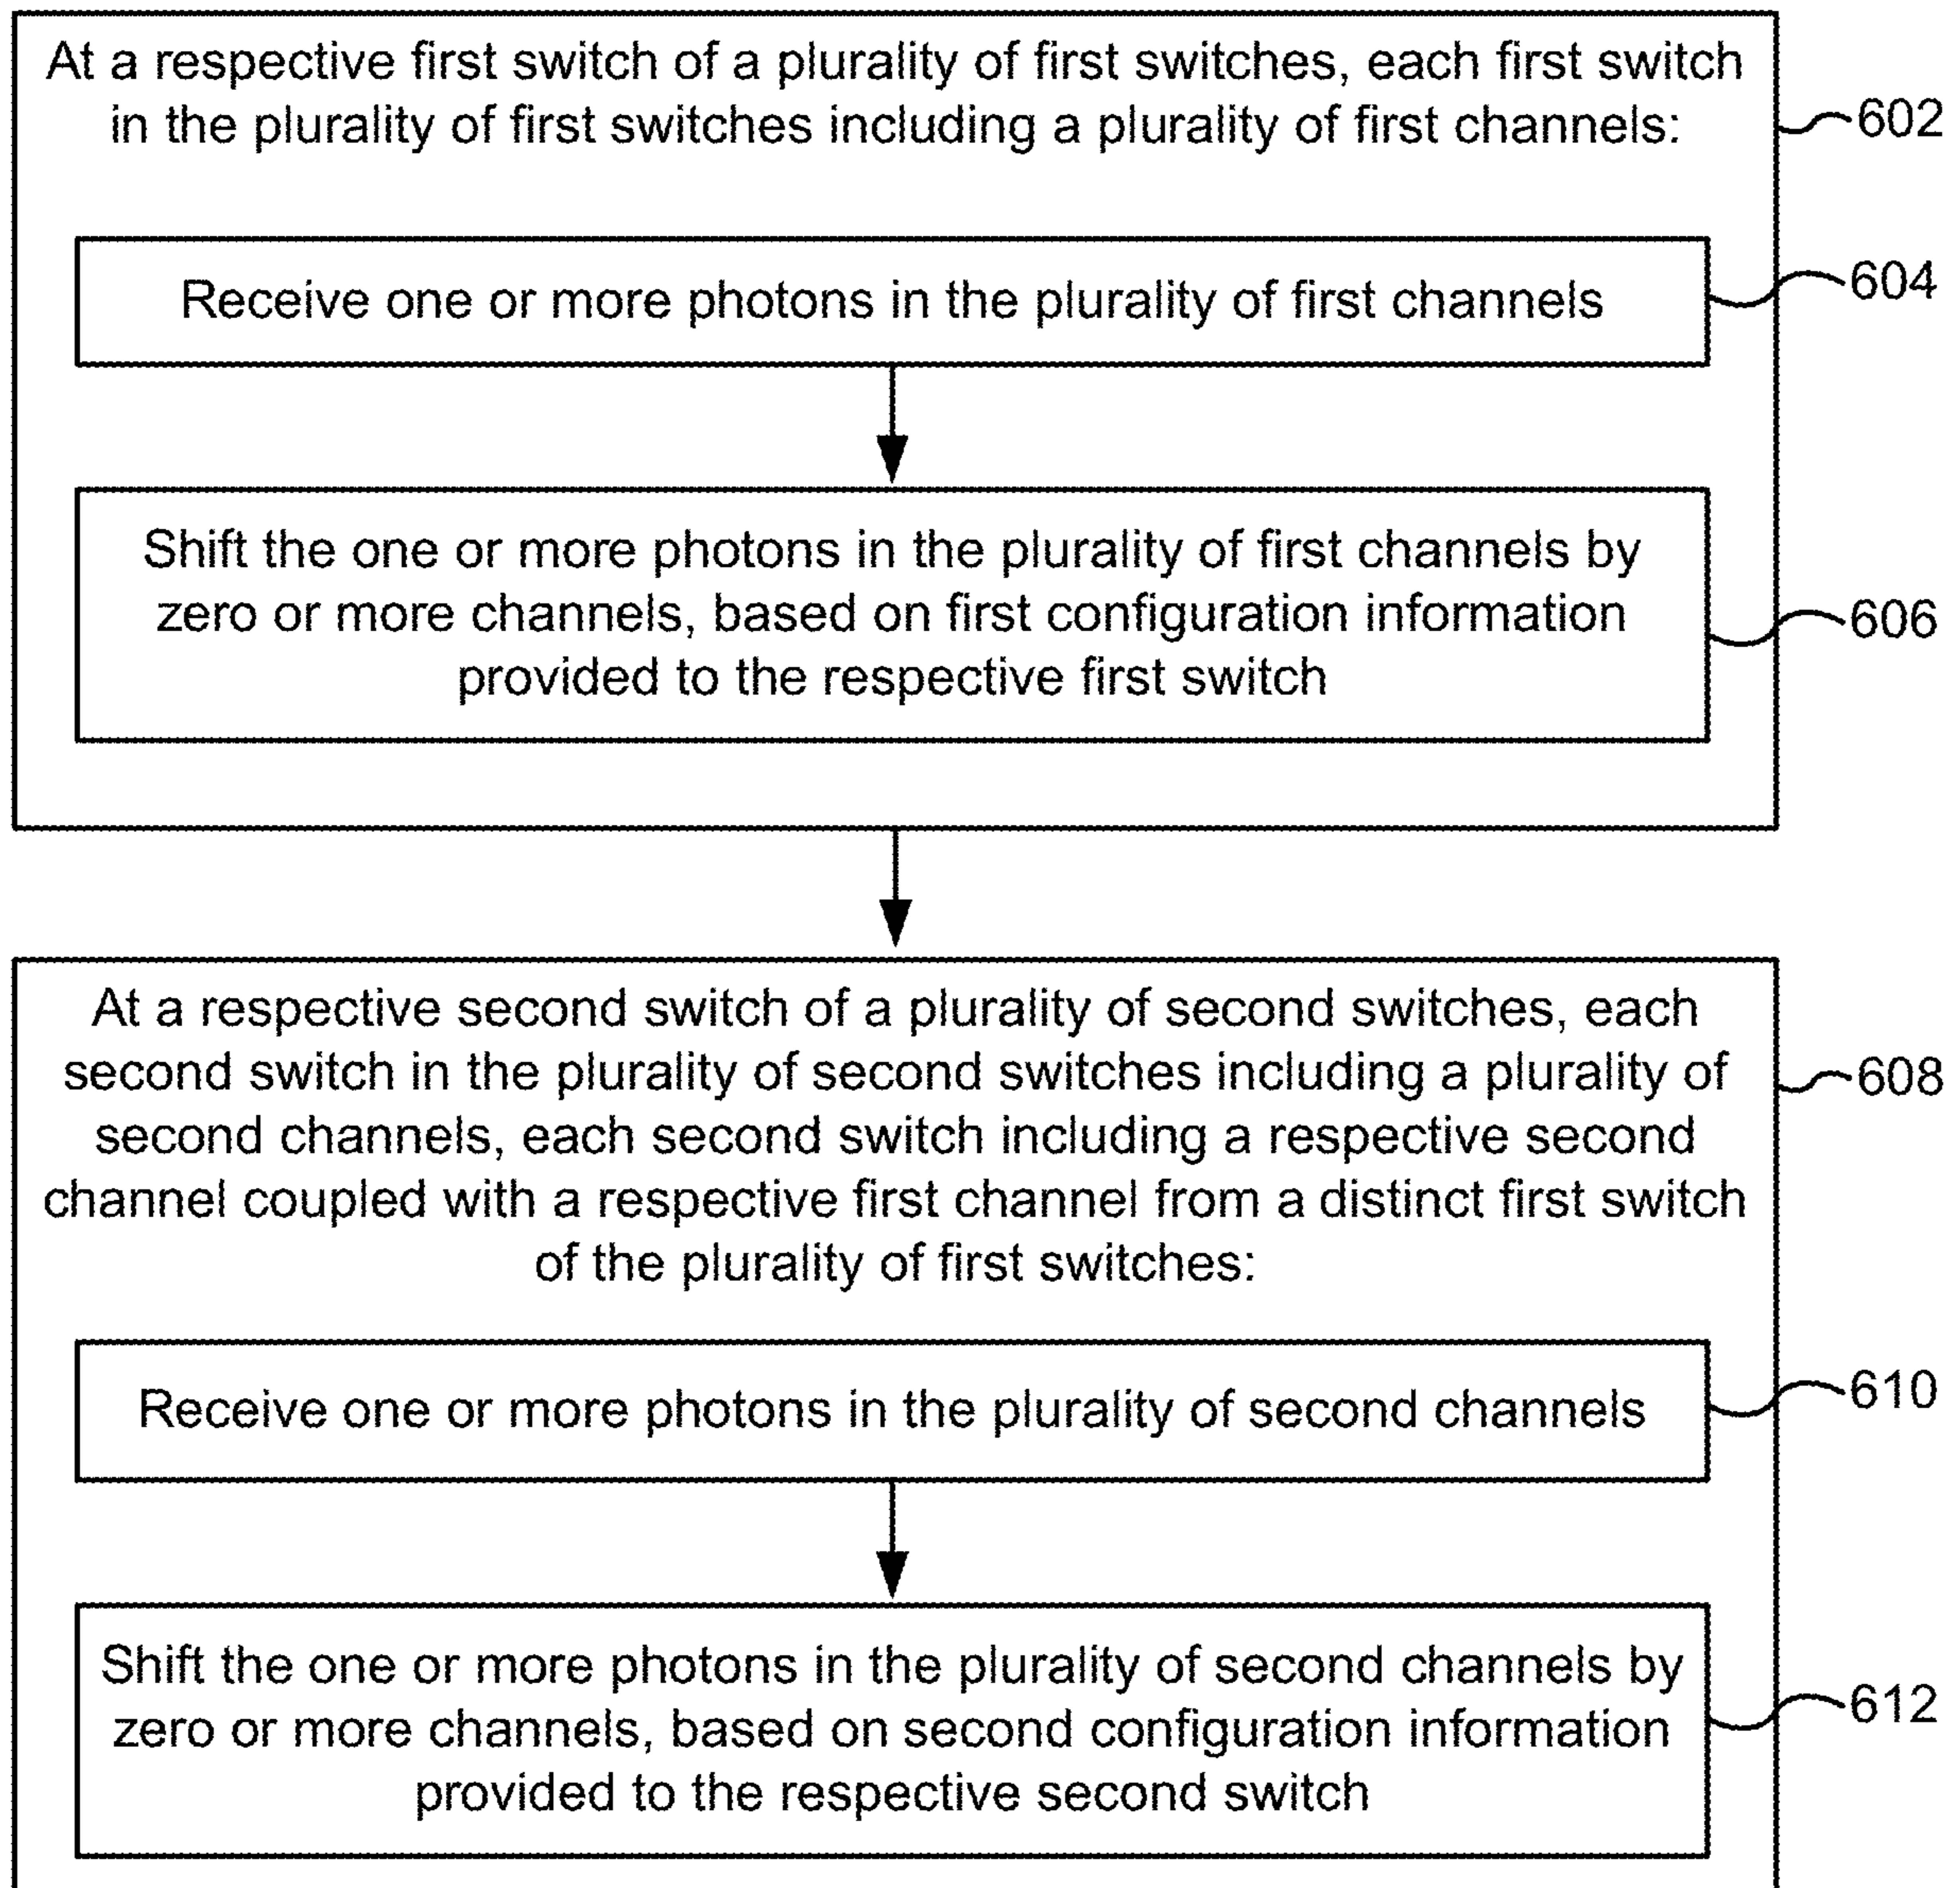 At a respective first switch of a plurality of first switches, each first switch
in the plurality of first switches including a plurality of first channels:
602
Receive one or more photons in the plurality of first channels
604
Shift the one or more photons in the plurality of first channels by
zero or more channels, based on first configuration information
provided to the respective first switch
606
At a respective second switch of a plurality of second switches, each
second switch in the plurality of second switches including a plurality of
second channels, each second switch including a respective second
channel coupled with a respective first channel from a distinct first switch
of the plurality of first switches:
608
Receive one or more photons in the plurality of second channels
610
Shift the one or more photons in the plurality of second channels by
zero or more channels, based on second configuration information
provided to the respective second switch
612